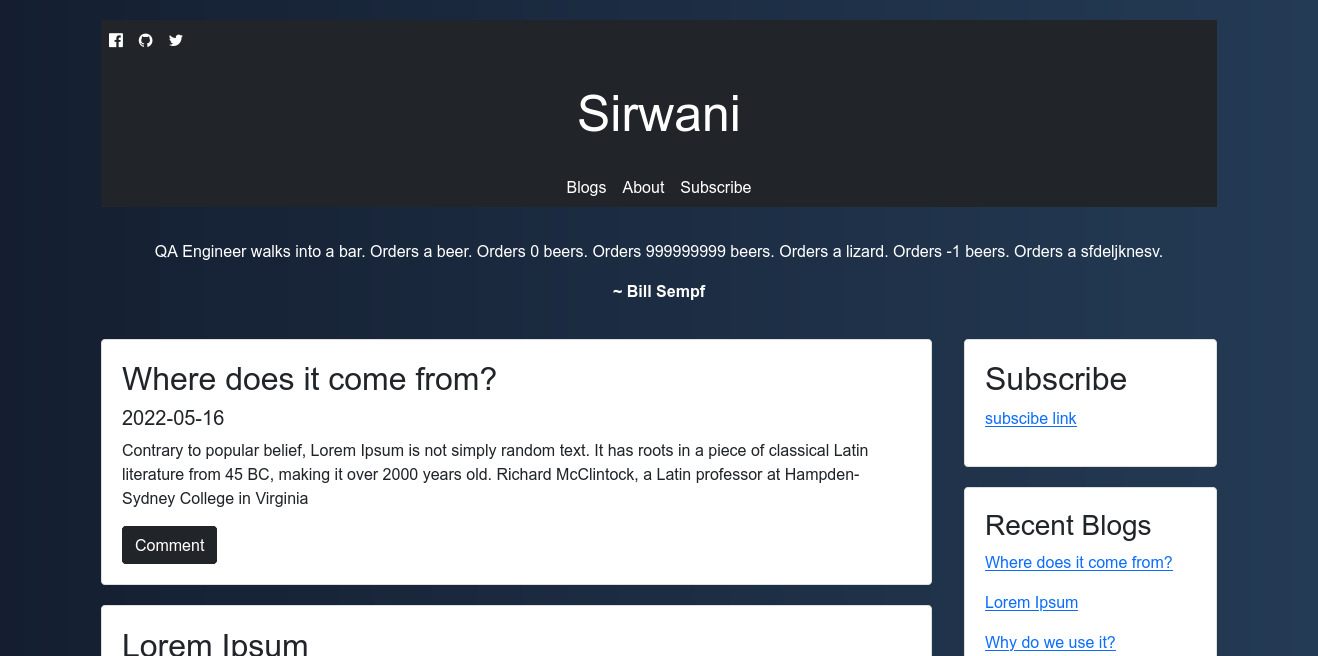 Sirwani
Blogs About Subscribe
QA Engineer walks into a bar. Orders a beer. Orders 0 beers. Orders 999999999 beers. Orders a lizard. Orders -1 beers. Orders a sfdeljknesv.
~ Bill Sempf
Where does it come from?
2022-05-16
Contrary to popular belief, Lorem Ipsum is not simply random text. It has roots in a piece of classical Latin
literature from 45 BC, making it over 2000 years old. Richard McClintock, a Latin professor at Hampden-
Sydney College in Virginia
Comment
Lorem Ipsum
Subscribe
subscibe link
Recent Blogs
Where does it come from?
Lorem Ipsum
Why do we use it?